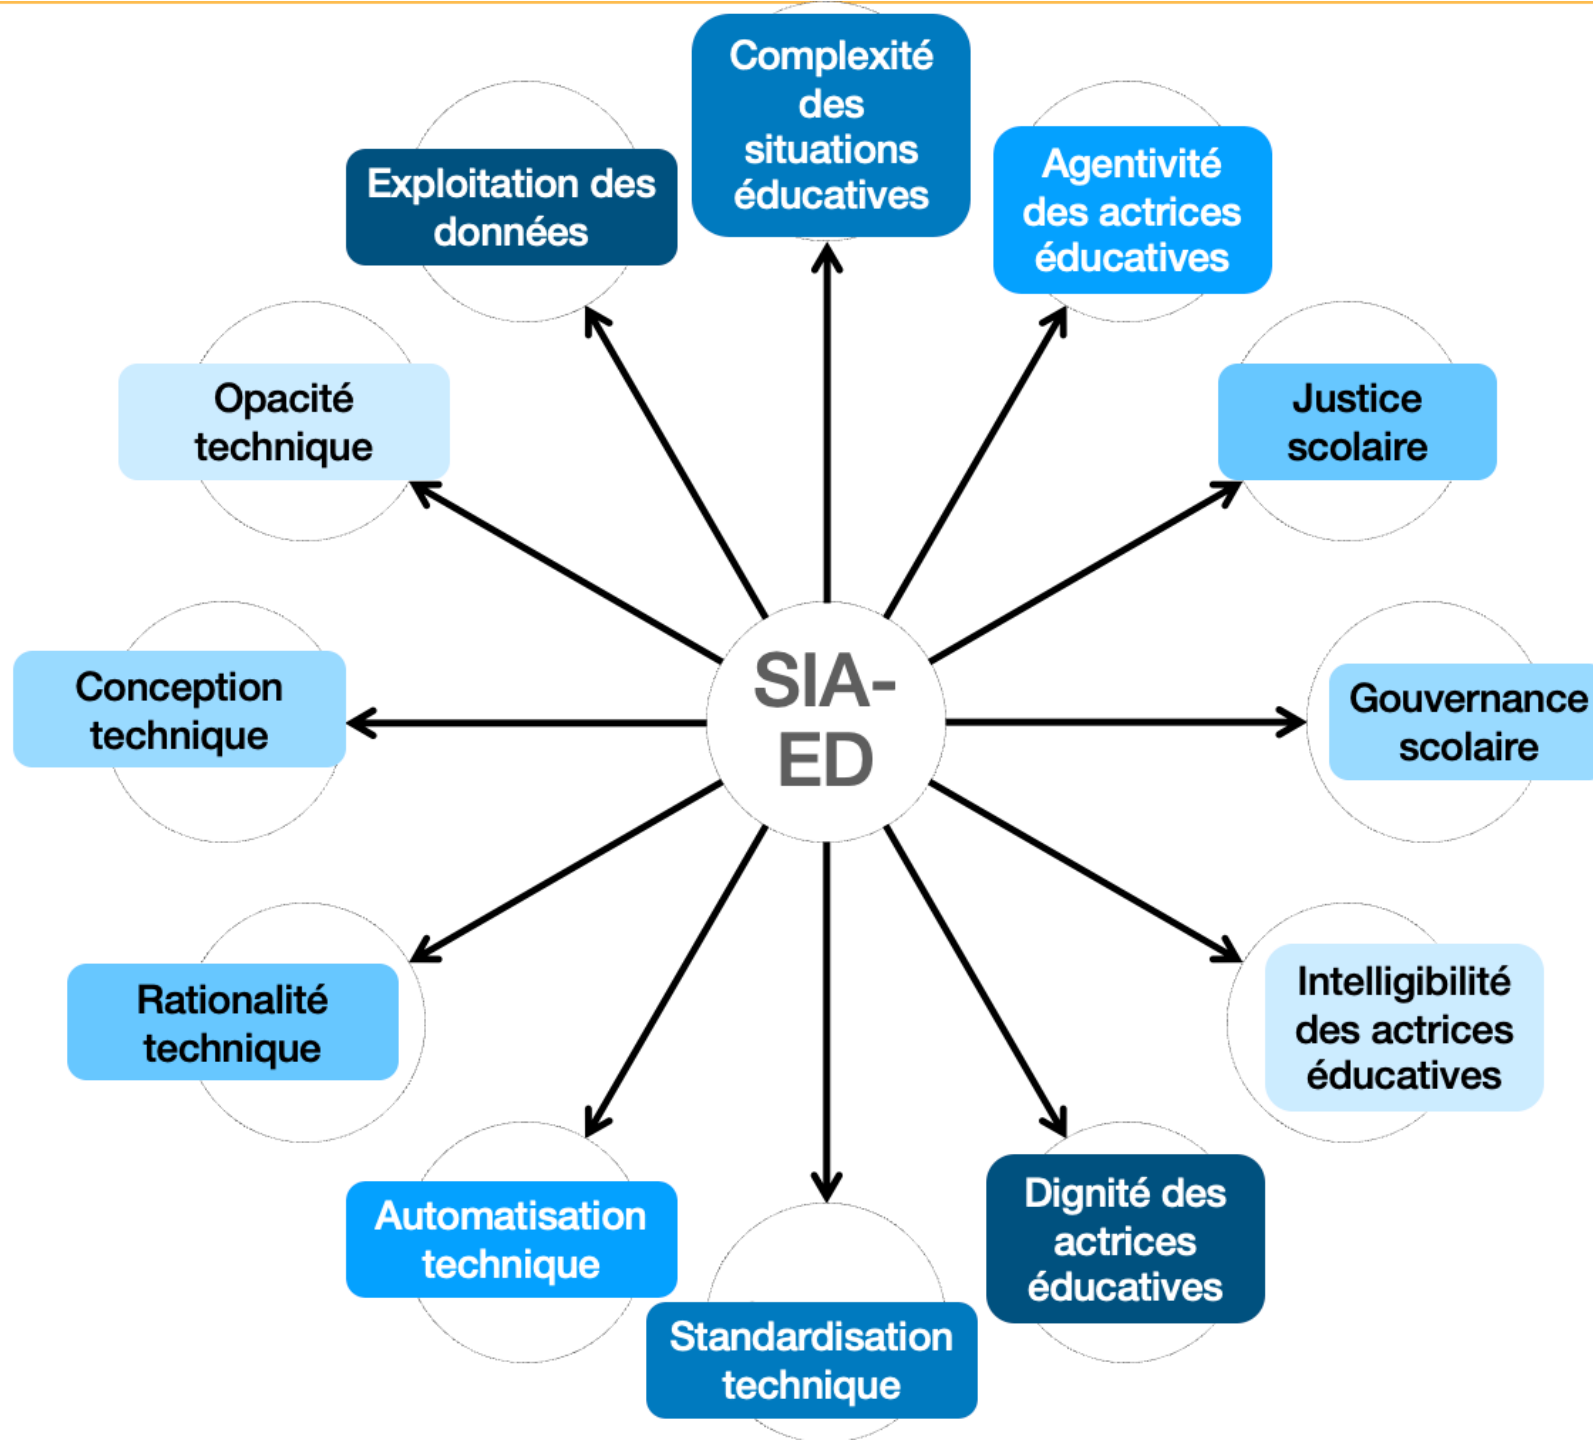 Complexité
des
situations
éducatives
Agentivité
des actrices
éducatives
Justice
scolaire
Gouvernance
scolaire
Intelligibilité
des actrices
éducatives
Dignité des
actrices
éducatives
Standardisation
technique
Automatisation
technique
Rationalité
technique
Conception
technique
Opacité
technique
Exploitation des
données
SIA-
ED